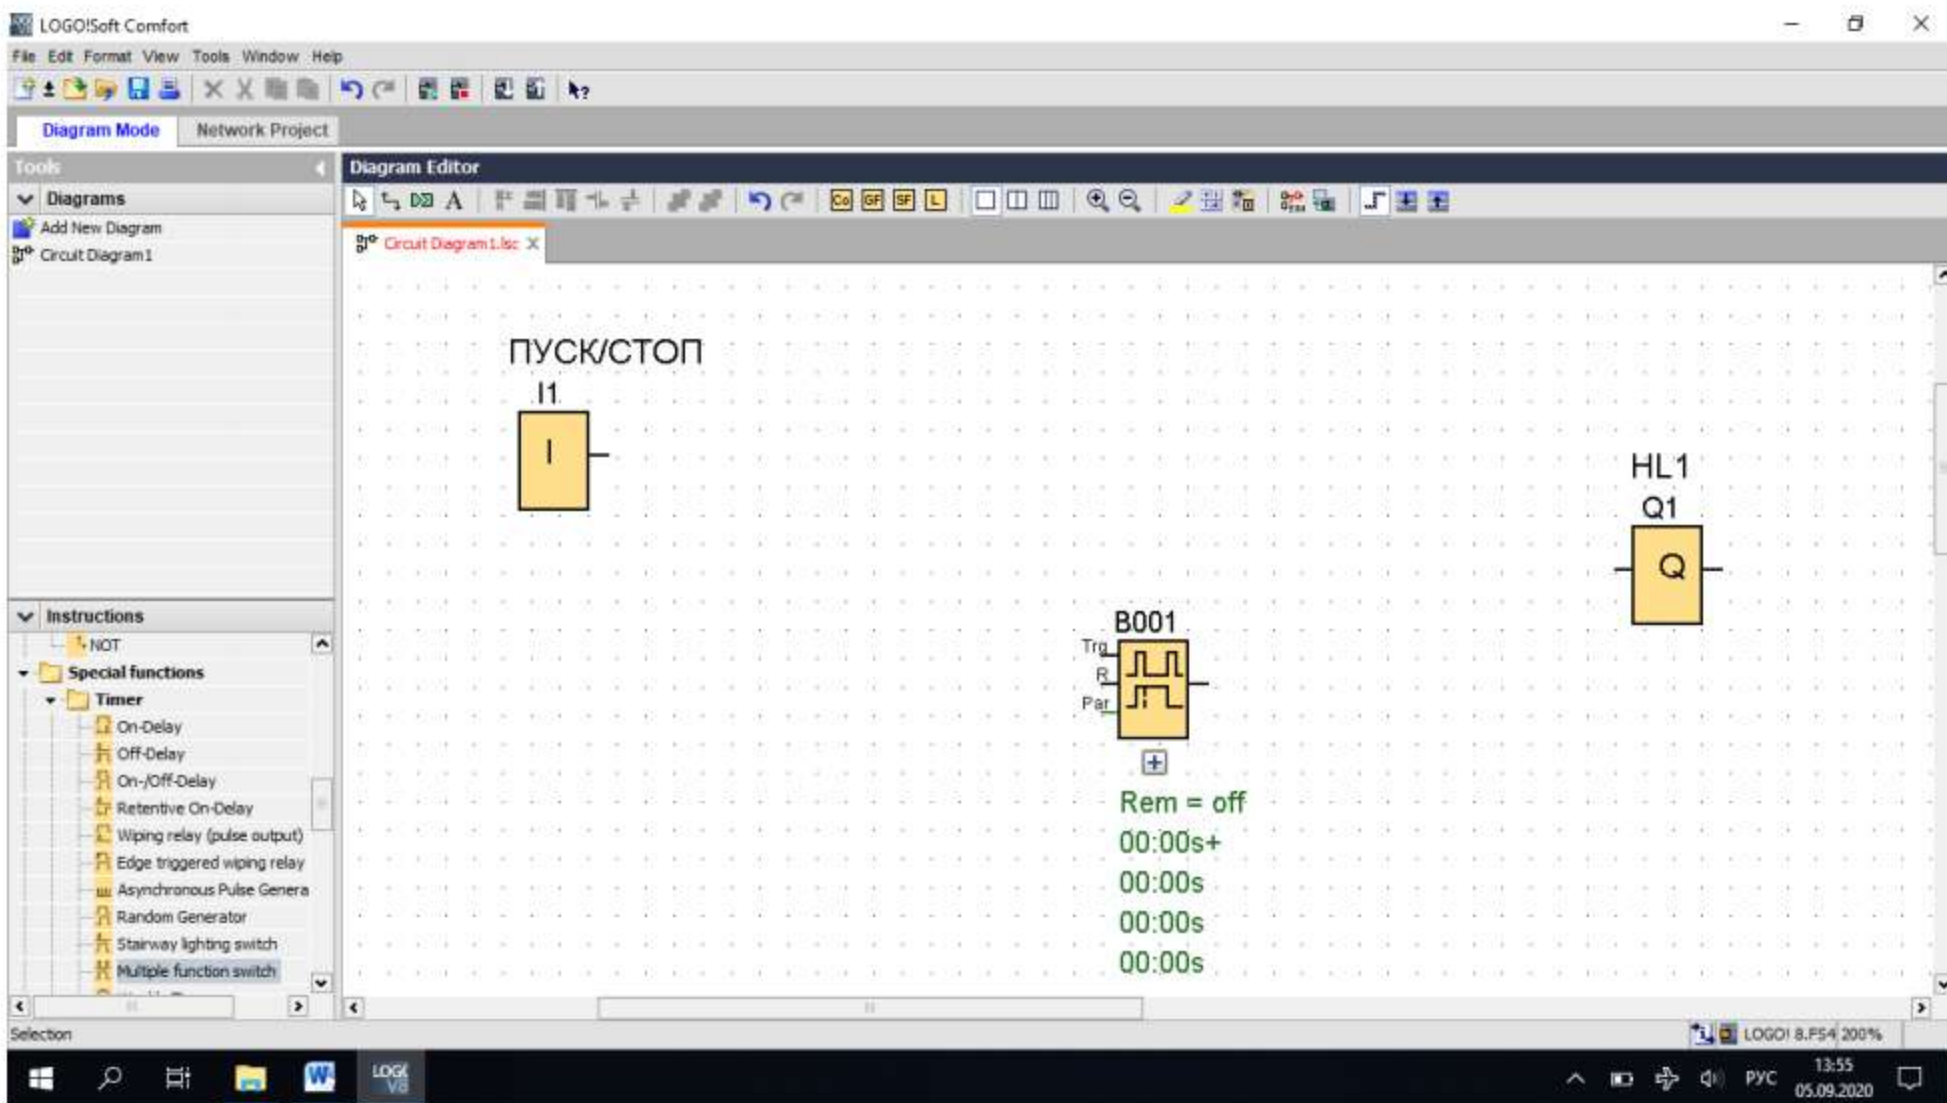 LOGO!Soft Comfort
File Edit Format View Tools Window Help
Diagram Mode Network Project
Tools
Diagrams
Add New Diagram
Circuit Diagram1
Instructions
NOT
Special functions
Timer
On-Delay
Off-Delay
On-/Off-Delay
Retentive On-Delay
Wiping relay (pulse output)
Edge triggered wiping relay
Asynchronous Pulse Genera
Random Generator
Stairway lighting switch
Multiple function switch
Diagram Editor
A Co GF SF L
Circuit Diagram1.lsc
ПУСК/СТОП
I1
I
HL1
Q1
Q
B001
Trg
R
Par
Rem = off
00:00s+
00:00s
00:00s
00:00s
Selection
LOGO! 8.FS4 200%
РУС
13:55
05.09.2020